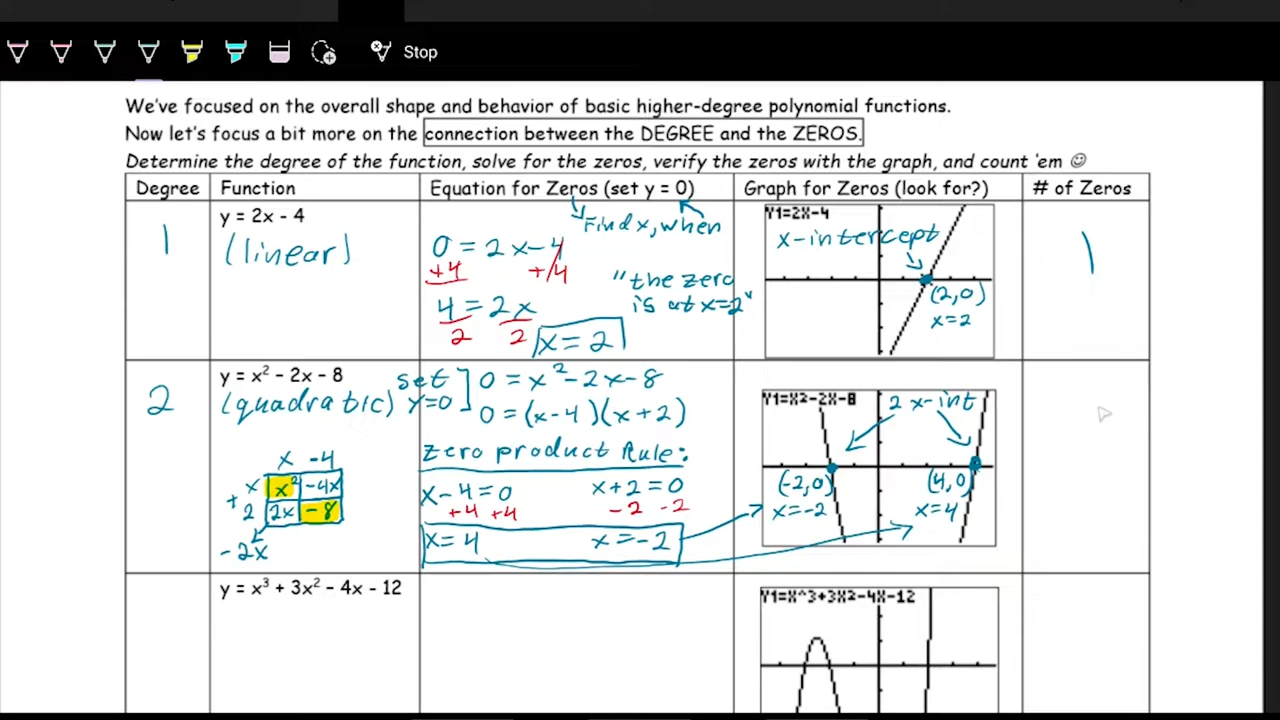 Stop
We've focused on the overall shape and behavior of basic higher-degree polynomial functions.
Now let's focus a bit more on the connection between the DEGREE and the ZEROS.
Determine the degree of the function, solve for the zeros, verify the zeros with the graph, and count 'em ☺
Degree Function Equation for Zeros (set y = 0) Graph for Zeros (look for?) # of Zeros
1
y = 2x - 4
(linear)
Find x, when
0 = 2x-4
+4 +4
4 = 2x
2 2
x = 2
"the zero
is at x=2"
Y1=2X-4
x-intercept
(2,0)
x=2
1
2
y = x² - 2x - 8
(quadratic)
x -4
x x² -4x
+2 2x -8
-2x
set
y=0
0 = x²-2x-8
0 = (x-4)(x+2)
Zero product Rule:
x-4=0 x+2=0
+4 +4 -2 -2
x=4 x=-2
Y1=X2-2X-8
2 x-int
(-2,0) (4,0)
x=-2 x=4
y = x³ + 3x² - 4x - 12
Y1=X^3+3X2-4X-12